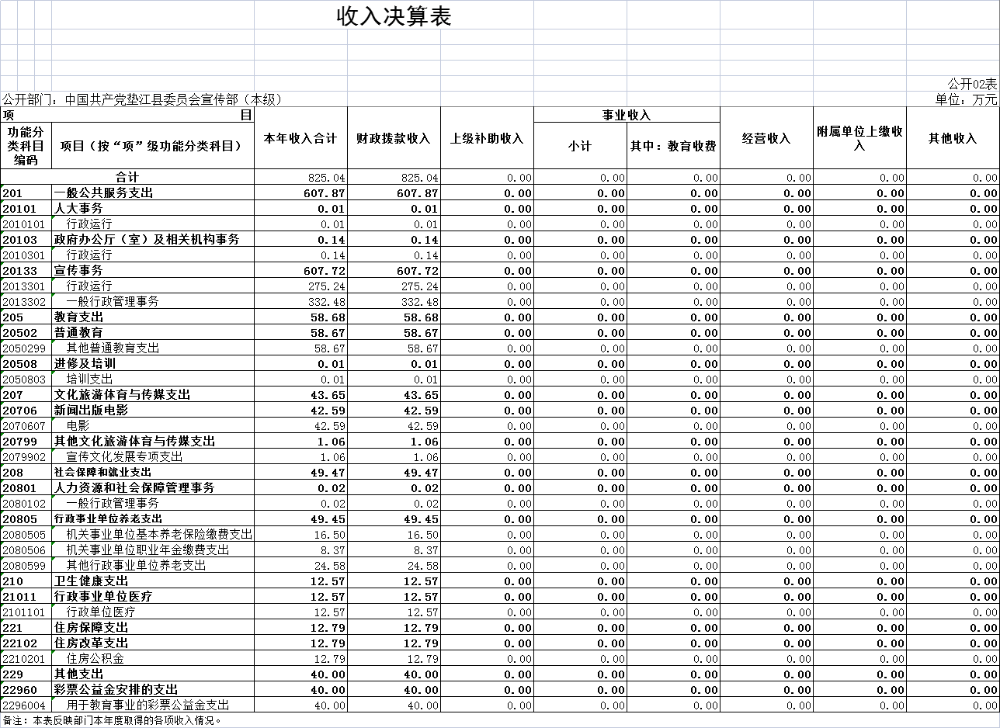 收入决算表
公开02表
公开部门：中国共产党垫江县委员会宣传部（本级） 单位：万元
项 目 本年收入合计 财政拨款收入 上级补助收入 事业收入 经营收入 附属单位上缴收入 其他收入
功能分类科目编码 项目（按“项”级功能分类科目） 小计 其中：教育收费
合计 825.04 825.04 0.00 0.00 0.00 0.00 0.00 0.00
201 一般公共服务支出 607.87 607.87 0.00 0.00 0.00 0.00 0.00 0.00
20101 人大事务 0.01 0.01 0.00 0.00 0.00 0.00 0.00 0.00
2010101 行政运行 0.01 0.01 0.00 0.00 0.00 0.00 0.00 0.00
20103 政府办公厅（室）及相关机构事务 0.14 0.14 0.00 0.00 0.00 0.00 0.00 0.00
2010301 行政运行 0.14 0.14 0.00 0.00 0.00 0.00 0.00 0.00
20133 宣传事务 607.72 607.72 0.00 0.00 0.00 0.00 0.00 0.00
2013301 行政运行 275.24 275.24 0.00 0.00 0.00 0.00 0.00 0.00
2013302 一般行政管理事务 332.48 332.48 0.00 0.00 0.00 0.00 0.00 0.00
205 教育支出 58.68 58.68 0.00 0.00 0.00 0.00 0.00 0.00
20502 普通教育 58.67 58.67 0.00 0.00 0.00 0.00 0.00 0.00
2050299 其他普通教育支出 58.67 58.67 0.00 0.00 0.00 0.00 0.00 0.00
20508 进修及培训 0.01 0.01 0.00 0.00 0.00 0.00 0.00 0.00
2050803 培训支出 0.01 0.01 0.00 0.00 0.00 0.00 0.00 0.00
207 文化旅游体育与传媒支出 43.65 43.65 0.00 0.00 0.00 0.00 0.00 0.00
20706 新闻出版电影 42.59 42.59 0.00 0.00 0.00 0.00 0.00 0.00
2070607 电影 42.59 42.59 0.00 0.00 0.00 0.00 0.00 0.00
20799 其他文化旅游体育与传媒支出 1.06 1.06 0.00 0.00 0.00 0.00 0.00 0.00
2079902 宣传文化发展专项支出 1.06 1.06 0.00 0.00 0.00 0.00 0.00 0.00
208 社会保障和就业支出 49.47 49.47 0.00 0.00 0.00 0.00 0.00 0.00
20801 人力资源和社会保障管理事务 0.02 0.02 0.00 0.00 0.00 0.00 0.00 0.00
2080102 一般行政管理事务 0.02 0.02 0.00 0.00 0.00 0.00 0.00 0.00
20805 行政事业单位养老支出 49.45 49.45 0.00 0.00 0.00 0.00 0.00 0.00
2080505 机关事业单位基本养老保险缴费支出 16.50 16.50 0.00 0.00 0.00 0.00 0.00 0.00
2080506 机关事业单位职业年金缴费支出 8.37 8.37 0.00 0.00 0.00 0.00 0.00 0.00
2080599 其他行政事业单位养老支出 24.58 24.58 0.00 0.00 0.00 0.00 0.00 0.00
210 卫生健康支出 12.57 12.57 0.00 0.00 0.00 0.00 0.00 0.00
21011 行政事业单位医疗 12.57 12.57 0.00 0.00 0.00 0.00 0.00 0.00
2101101 行政单位医疗 12.57 12.57 0.00 0.00 0.00 0.00 0.00 0.00
221 住房保障支出 12.79 12.79 0.00 0.00 0.00 0.00 0.00 0.00
22102 住房改革支出 12.79 12.79 0.00 0.00 0.00 0.00 0.00 0.00
2210201 住房公积金 12.79 12.79 0.00 0.00 0.00 0.00 0.00 0.00
229 其他支出 40.00 40.00 0.00 0.00 0.00 0.00 0.00 0.00
22960 彩票公益金安排的支出 40.00 40.00 0.00 0.00 0.00 0.00 0.00 0.00
2296004 用于教育事业的彩票公益金支出 40.00 40.00 0.00 0.00 0.00 0.00 0.00 0.00
备注：本表反映部门本年度取得的各项收入情况。